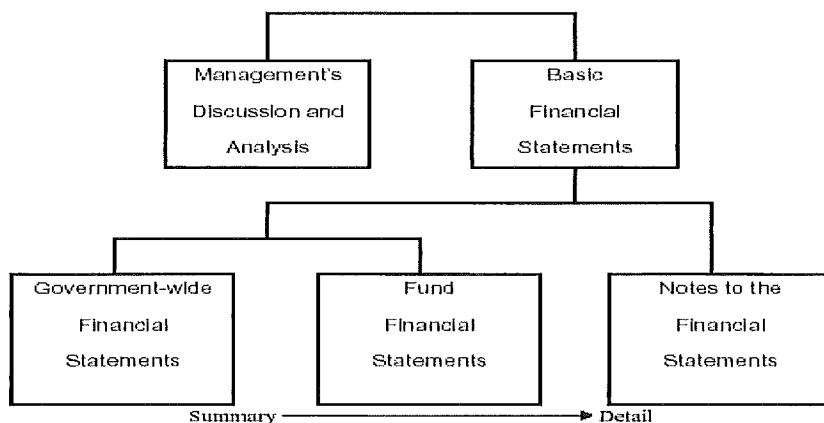 Management's
Discussion and
Analysis
Basic
Financial
Statements
Government-wide
Financial
Statements
Fund
Financial
Statements
Notes to the
Financial
Statements
Summary
Detail